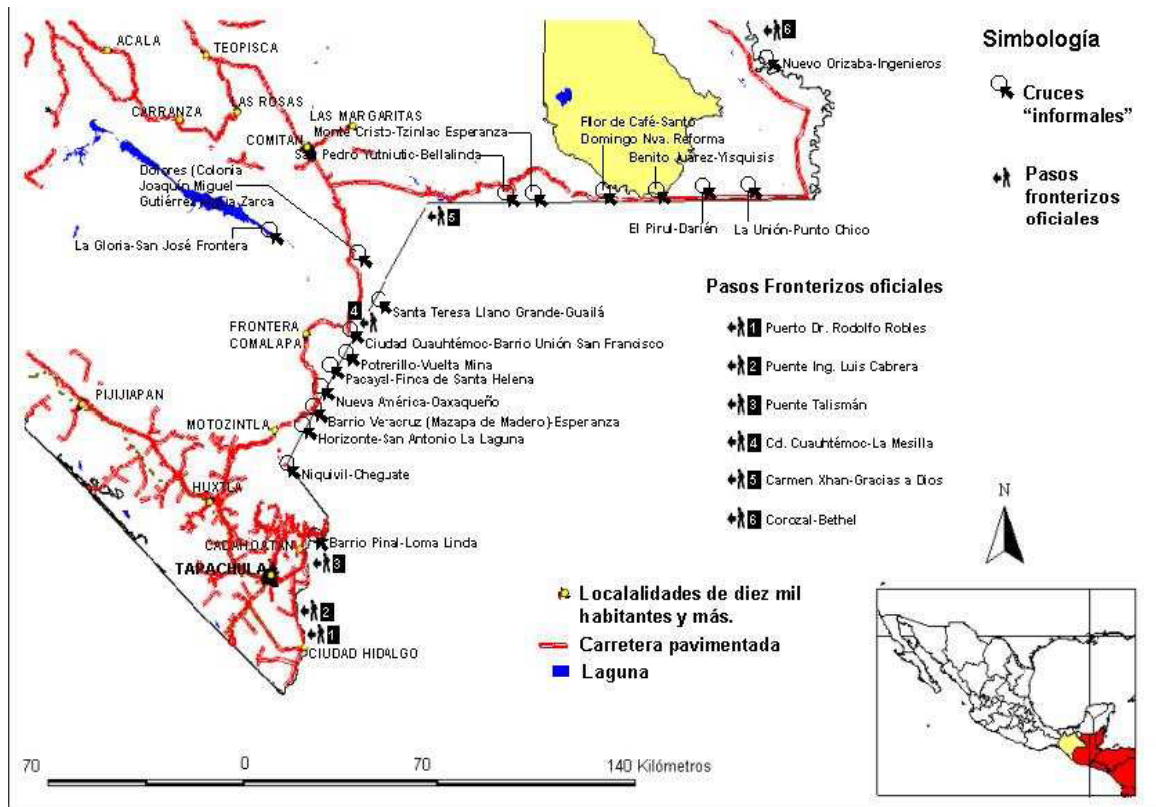 ACALA
TEOPISCA
CARRANZA
LAS ROSAS
LAS MARGARITAS
COMITAN
Monte Cristo-Tzinlac Esperanza
San Pedro Yutniutic-Bellalinda
Dolores (Colonia
Joaquín Miguel
Gutiérrez) Zarca
La Gloria-San José Frontera
Flor de Café-Santo
Domingo Nva. Reforma
Benito Juárez-Yisquisis
6
Nuevo Orizaba-Ingenieros
5
El Pirul-Darién
La Unión-Punto Chico
Santa Teresa Llano Grande-Guailá
4
FRONTERA
COMALAPA
Ciudad Cuauhtémoc-Barrio Unión San Francisco
Potrerillo-Vuelta Mina
Pacayal-Finca de Santa Helena
Nueva América-Oaxaqueño
Barrio Veracruz (Mazapa de Madero)-Esperanza
Horizonte-San Antonio La Laguna
Niquivil-Cheguate
PIJIJIAPAN
MOTOZINTLA
HUXTLA
CACAHOATAN
Barrio Pinal-Loma Linda
TAPACHULA
3
2
1
CIUDAD HIDALGO
Simbología
Cruces
“informales”
Pasos
fronterizos
oficiales
Pasos Fronterizos oficiales
1 Puerto Dr. Rodolfo Robles
2 Puente Ing. Luis Cabrera
3 Puente Talismán
4 Cd. Cuauhtémoc-La Mesilla
5 Carmen Xhan-Gracias a Dios
6 Corozal-Bethel
N
Localalidades de diez mil
habitantes y más.
Carretera pavimentada
Laguna
70 0 70 140 Kilómetros